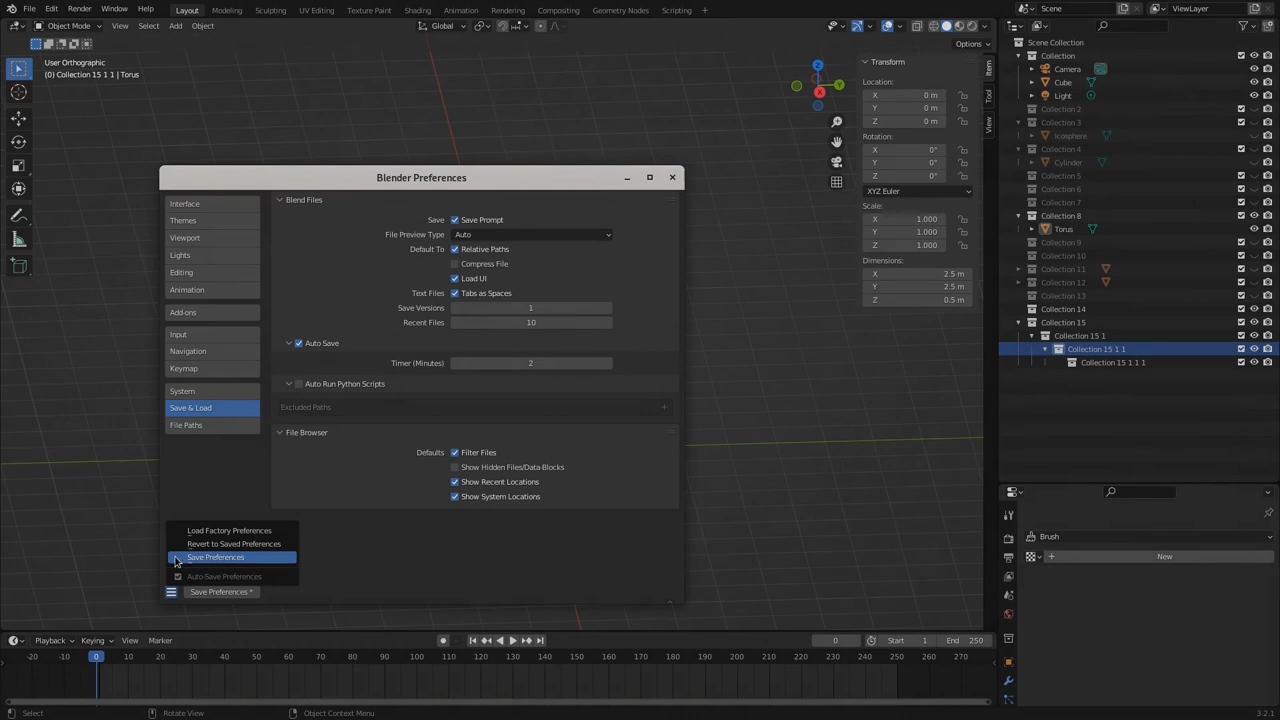 File Edit Render Window Help Layout Modeling Sculpting UV Editing Texture Paint Shading Animation Rendering Compositing Geometry Nodes Scripting + Scene ViewLayer
Object Mode View Select Add Object Global
Options
User Orthographic
(0) Collection 15 1 1 | Torus
Z
Y
X
Transform
Location:
X 0 m
Y 0 m
Z 0 m
Rotation:
X 0°
Y 0°
Z 0°
XYZ Euler
Scale:
X 1.000
Y 1.000
Z 1.000
Dimensions:
X 2.5 m
Y 2.5 m
Z 0.5 m
Item
Tool
View
Scene Collection
Collection
Camera
Cube
Light
Collection 2
Collection 3
Icosphere
Collection 4
Cylinder
Collection 5
Collection 6
Collection 7
Collection 8
Torus
Collection 9
Collection 10
Collection 11
Collection 12
Collection 13
Collection 14
Collection 15
Collection 15 1
Collection 15 1 1
Collection 15 1 1 1
Blender Preferences
Interface
Themes
Viewport
Lights
Editing
Animation
Add-ons
Input
Navigation
Keymap
System
Save & Load
File Paths
Blend Files
Save Save Prompt
File Preview Type Auto
Default To Relative Paths
Compress File
Load UI
Text Files Tabs as Spaces
Save Versions 1
Recent Files 10
Auto Save
Timer (Minutes) 2
Auto Run Python Scripts
Excluded Paths +
File Browser
Defaults Filter Files
Show Hidden Files/Data-Blocks
Show Recent Locations
Show System Locations
Load Factory Preferences
Revert to Saved Preferences
Save Preferences
Auto-Save Preferences
Save Preferences *
Brush
+ New
Playback Keying View Marker 0 Start 1 End 250
-20 -10 0 10 20 30 40 50 60 70 80 90 100 110 120 130 140 150 160 170 180 190 200 210 220 230 240 250 260 270
Select Rotate View Object Context Menu 3.2.1